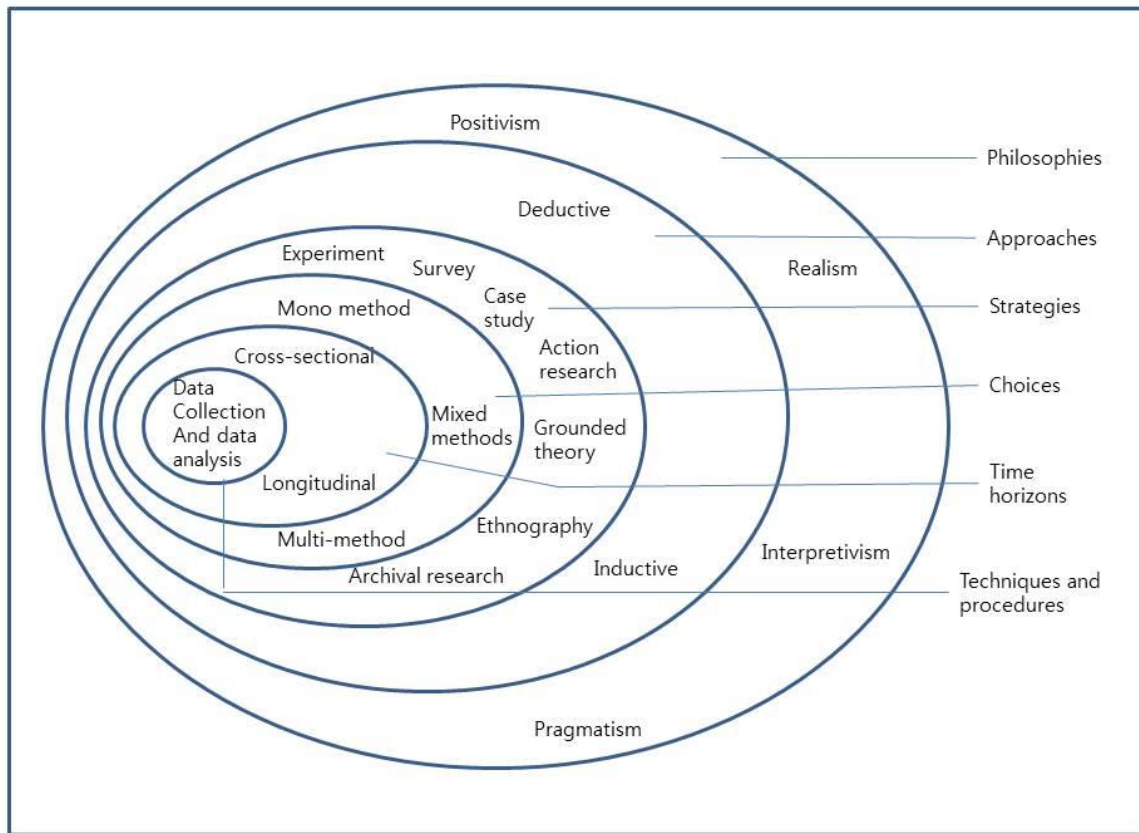 Positivism
Philosophies
Deductive
Approaches
Experiment
Survey
Realism
Case
study
Strategies
Mono method
Action
research
Cross-sectional
Choices
Data
Collection
And data
analysis
Mixed
methods
Grounded
theory
Time
horizons
Longitudinal
Ethnography
Multi-method
Interpretivism
Archival research
Inductive
Techniques and
procedures
Pragmatism